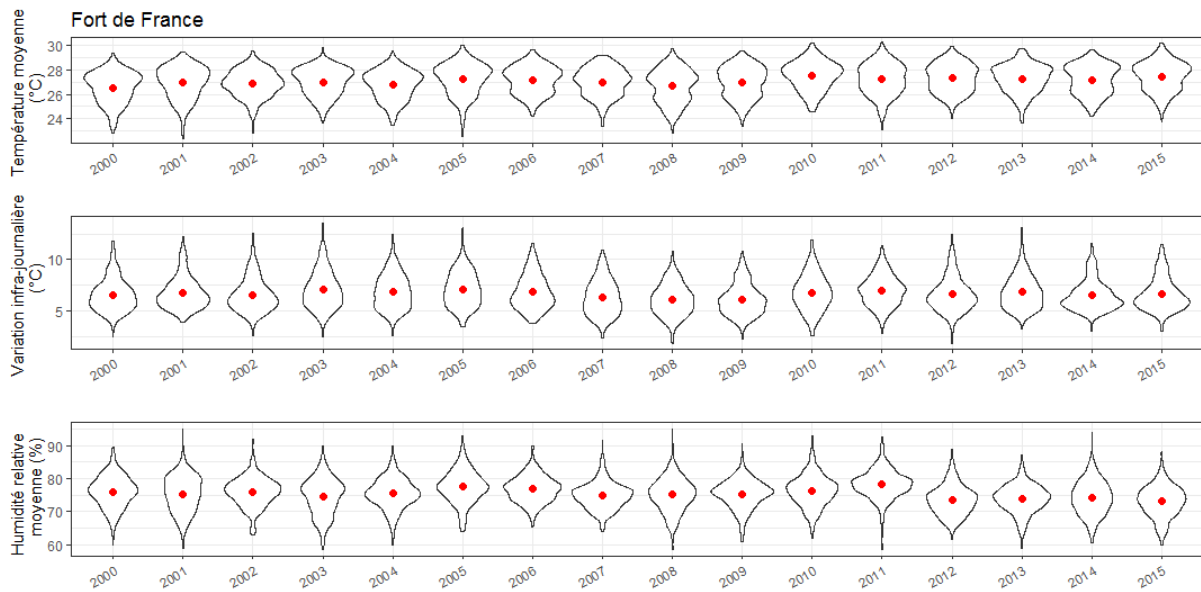 Fort de France
Température moyenne
(°C)
30
28
26
24
2000 2001 2002 2003 2004 2005 2006 2007 2008 2009 2010 2011 2012 2013 2014 2015
Variation infra-journalière
(°C)
10
5
2000 2001 2002 2003 2004 2005 2006 2007 2008 2009 2010 2011 2012 2013 2014 2015
Humidité relative
moyenne (%)
90
80
70
60
2000 2001 2002 2003 2004 2005 2006 2007 2008 2009 2010 2011 2012 2013 2014 2015